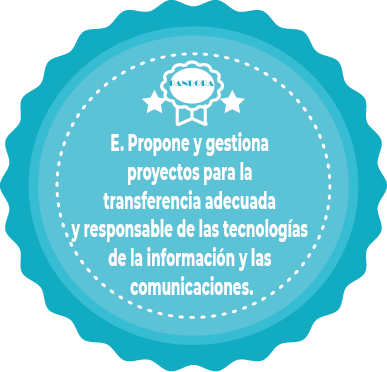 PANDORA
E. Propone y gestiona
proyectos para la
transferencia adecuada
y responsable de las tecnologías
de la información y las
comunicaciones.